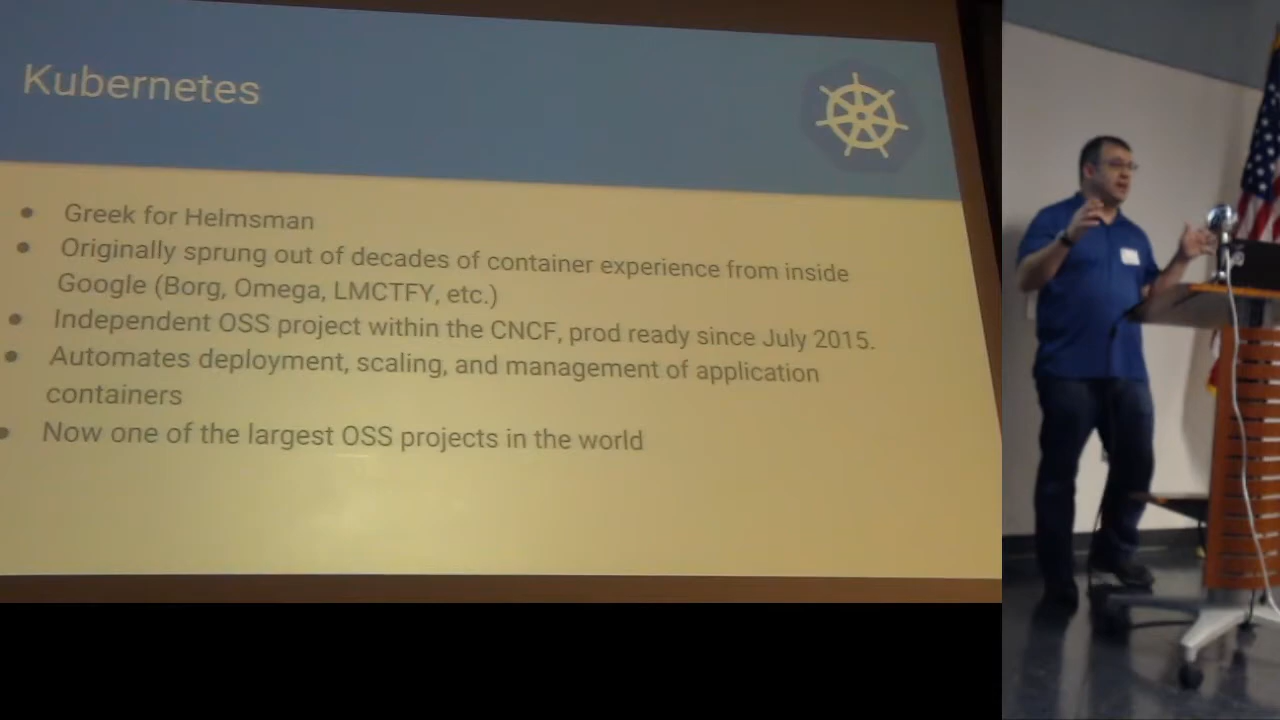 Kubernetes
● Greek for Helmsman
● Originally sprung out of decades of container experience from inside
Google (Borg, Omega, LMCTFY, etc.)
● Independent OSS project within the CNCF, prod ready since July 2015.
● Automates deployment, scaling, and management of application
containers
● Now one of the largest OSS projects in the world